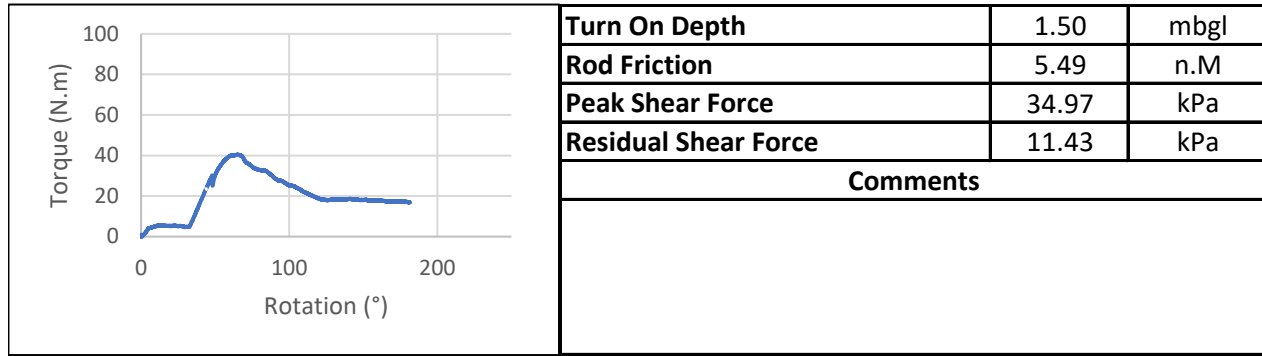 100
80
60
40
20
0
Torque (N.m)
0 100 200
Rotation (°)
Turn On Depth 1.50 mbgl
Rod Friction 5.49 n.M
Peak Shear Force 34.97 kPa
Residual Shear Force 11.43 kPa
Comments